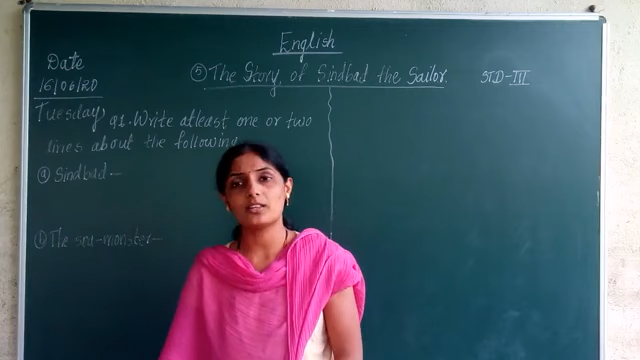 English
Date
16/06/20
⑤ The Story of Sindbad the Sailor.
STD-III
Tuesday
Q1. Write atleast one or two
lines about the following
ⓐ Sindbad -
The sea-monster-